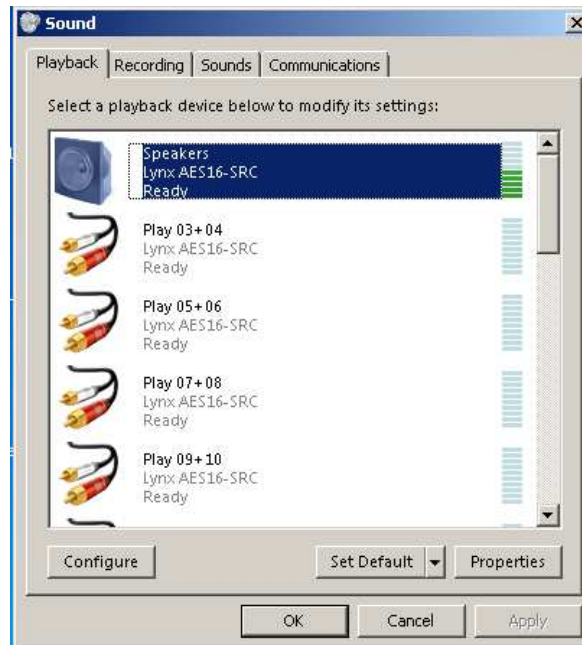 Sound
Playback Recording Sounds Communications
Select a playback device below to modify its settings:
Speakers
Lynx AES16-SRC
Ready
Play 03+04
Lynx AES16-SRC
Ready
Play 05+06
Lynx AES16-SRC
Ready
Play 07+08
Lynx AES16-SRC
Ready
Play 09+10
Lynx AES16-SRC
Ready
Configure Set Default Properties
OK Cancel Apply